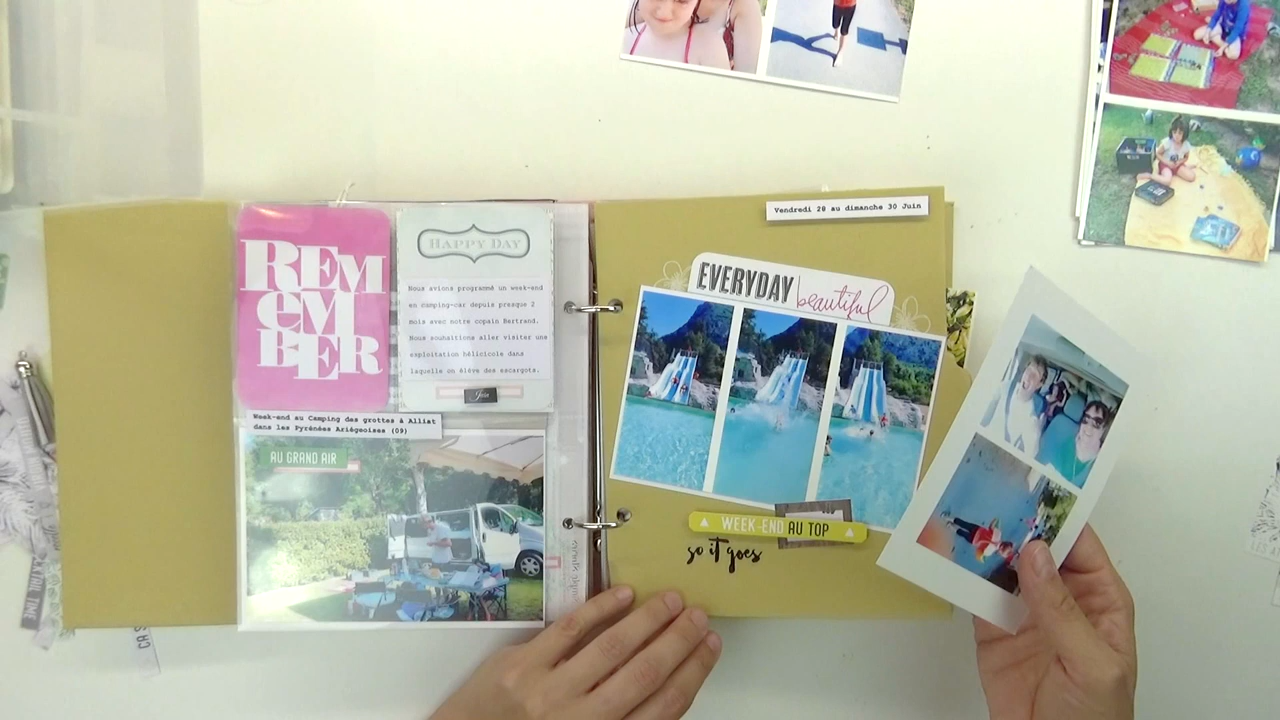 REM
EM
BER
HAPPY DAY
Nous avions programmé un week-end
en camping-car depuis presque 2
mois avec notre copain Bertrand.
Nous souhaitions aller visiter une
exploitation hélicicole dans
laquelle on élève des escargots.
Juin
Week-end au Camping des grottes à Alliat
dans les Pyrénées Ariégeoises (09)
AU GRAND AIR
Vendredi 28 au dimanche 30 Juin
EVERYDAY beautiful
WEEK-END AU TOP
so it goes
TIME